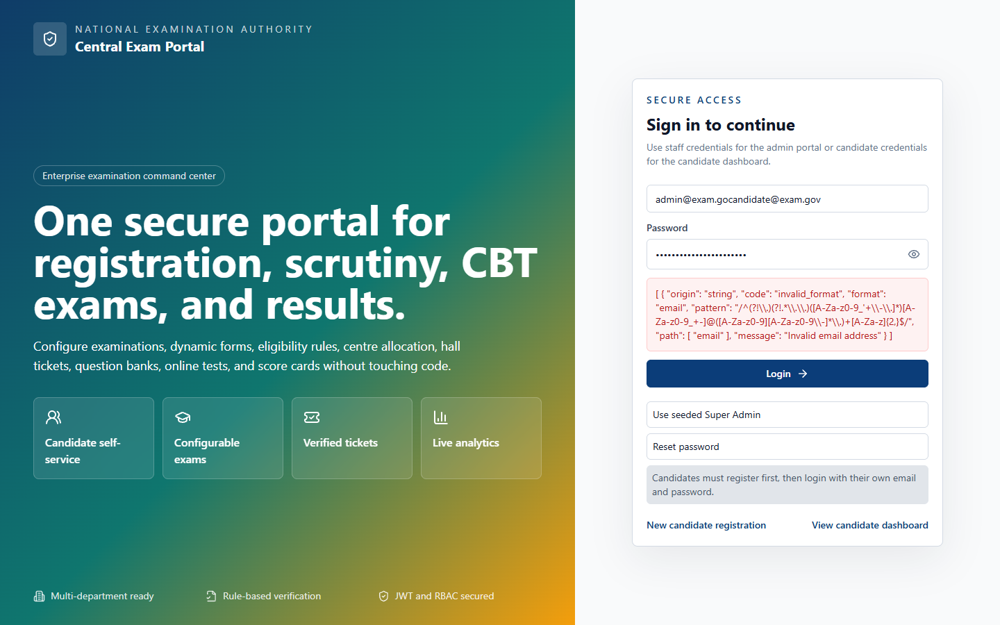 NATIONAL EXAMINATION AUTHORITY
Central Exam Portal
Enterprise examination command center
One secure portal for
registration, scrutiny, CBT
exams, and results.
Configure examinations, dynamic forms, eligibility rules, centre allocation, hall
tickets, question banks, online tests, and score cards without touching code.
Candidate self-
service
Configurable
exams
Verified tickets
Live analytics
Multi-department ready
Rule-based verification
JWT and RBAC secured
SECURE ACCESS
Sign in to continue
Use staff credentials for the admin portal or candidate credentials
for the candidate dashboard.
admin@exam.gocandidate@exam.gov
Password
•••••••••••••••••••••••
[ { "origin": "string", "code": "invalid_format", "format":
"email", "pattern": "/^(?!\\.)(?!.*\\.\\.)([A-Za-z0-9_'+\\-\\.]*)[A-
Za-z0-9_+-]@([A-Za-z0-9][A-Za-z0-9\\-]*\\.)+[A-Za-z]{2,}$/",
"path": [ "email" ], "message": "Invalid email address" } ]
Login
Use seeded Super Admin
Reset password
Candidates must register first, then login with their own email
and password.
New candidate registration
View candidate dashboard